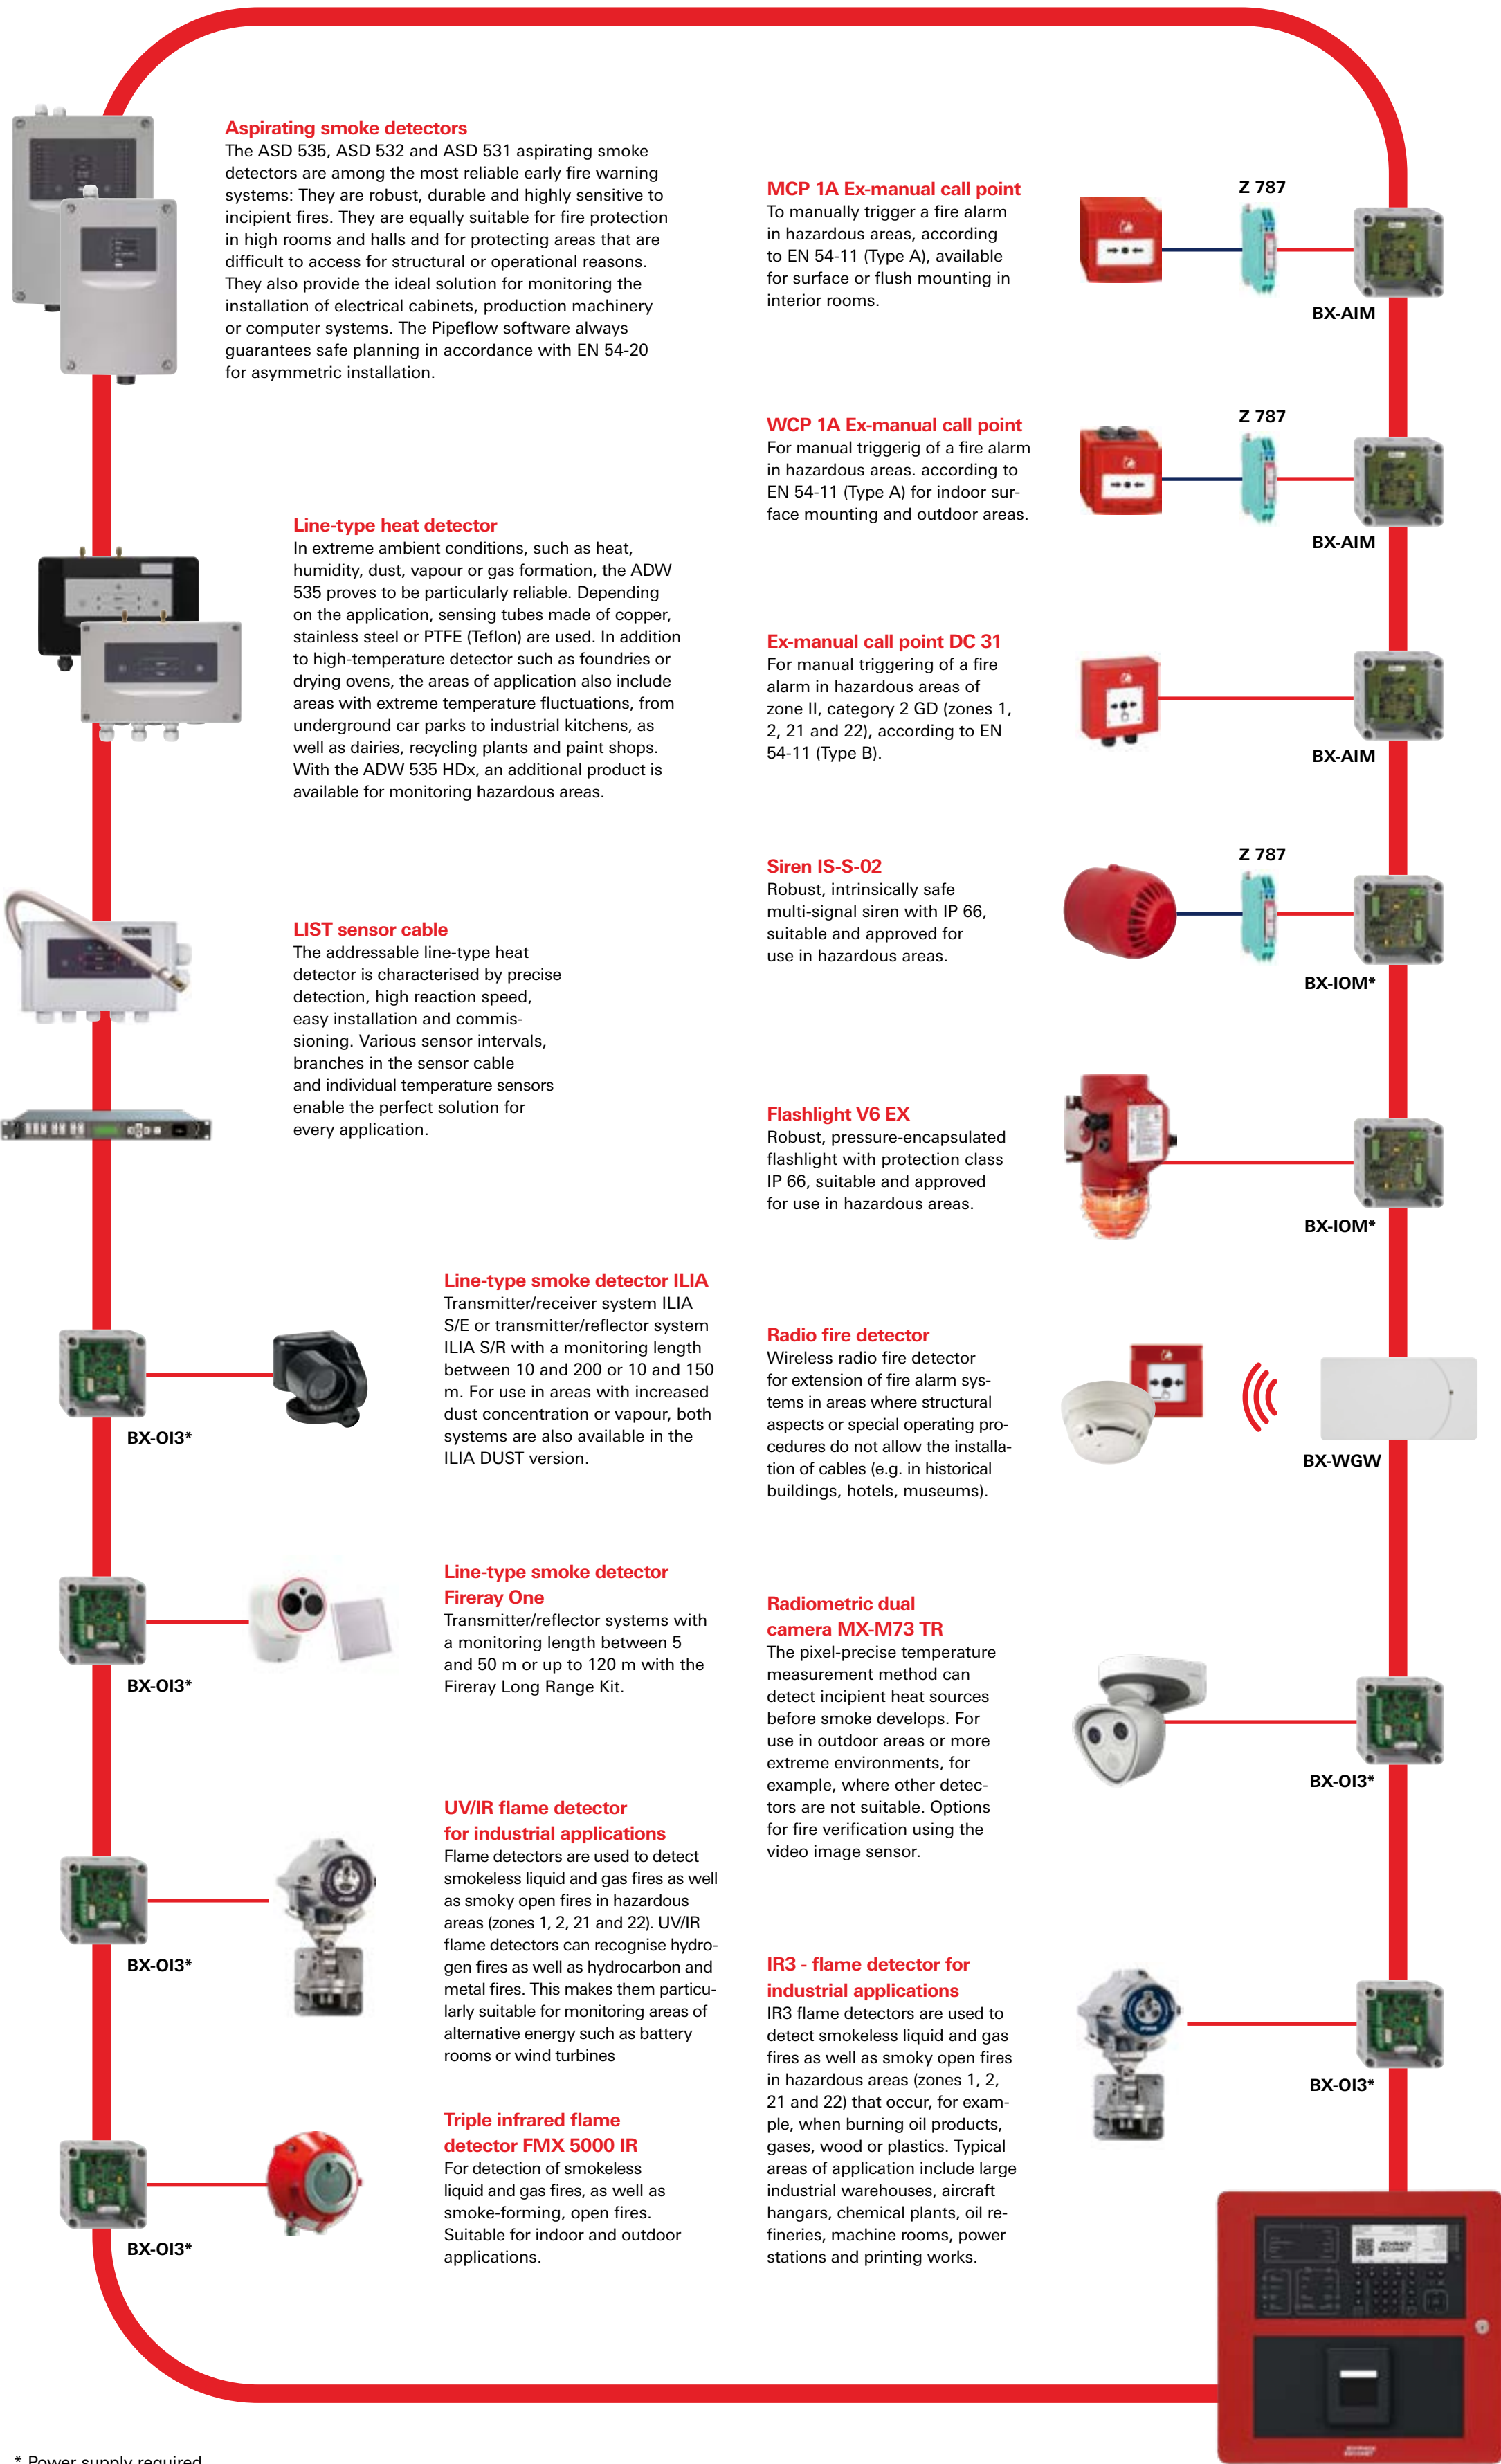 Aspirating smoke detectors
The ASD 535, ASD 532 and ASD 531 aspirating smoke
detectors are among the most reliable early fire warning
systems: They are robust, durable and highly sensitive to
incipient fires. They are equally suitable for fire protection
in high rooms and halls and for protecting areas that are
difficult to access for structural or operational reasons.
They also provide the ideal solution for monitoring the
installation of electrical cabinets, production machinery
or computer systems. The Pipeflow software always
guarantees safe planning in accordance with EN 54-20
for asymmetric installation.
Line-type heat detector
In extreme ambient conditions, such as heat,
humidity, dust, vapour or gas formation, the ADW
535 proves to be particularly reliable. Depending
on the application, sensing tubes made of copper,
stainless steel or PTFE (Teflon) are used. In addition
to high-temperature detector such as foundries or
drying ovens, the areas of application also include
areas with extreme temperature fluctuations, from
underground car parks to industrial kitchens, as
well as dairies, recycling plants and paint shops.
With the ADW 535 HDx, an additional product is
available for monitoring hazardous areas.
LIST sensor cable
The addressable line-type heat
detector is characterised by precise
detection, high reaction speed,
easy installation and commis-
sioning. Various sensor intervals,
branches in the sensor cable
and individual temperature sensors
enable the perfect solution for
every application.
Line-type smoke detector ILIA
Transmitter/receiver system ILIA
S/E or transmitter/reflector system
ILIA S/R with a monitoring length
between 10 and 200 or 10 and 150
m. For use in areas with increased
dust concentration or vapour, both
systems are also available in the
ILIA DUST version.
BX-OI3*
Line-type smoke detector
Fireray One
Transmitter/reflector systems with
a monitoring length between 5
and 50 m or up to 120 m with the
Fireray Long Range Kit.
BX-OI3*
UV/IR flame detector
for industrial applications
Flame detectors are used to detect
smokeless liquid and gas fires as well
as smoky open fires in hazardous
areas (zones 1, 2, 21 and 22). UV/IR
flame detectors can recognise hydro-
gen fires as well as hydrocarbon and
metal fires. This makes them particu-
larly suitable for monitoring areas of
alternative energy such as battery
rooms or wind turbines
BX-OI3*
Triple infrared flame
detector FMX 5000 IR
For detection of smokeless
liquid and gas fires, as well as
smoke-forming, open fires.
Suitable for indoor and outdoor
applications.
BX-OI3*
MCP 1A Ex-manual call point
To manually trigger a fire alarm
in hazardous areas, according
to EN 54-11 (Type A), available
for surface or flush mounting in
interior rooms.
Z 787
BX-AIM
WCP 1A Ex-manual call point
For manual triggerig of a fire alarm
in hazardous areas. according to
EN 54-11 (Type A) for indoor sur-
face mounting and outdoor areas.
Z 787
BX-AIM
Ex-manual call point DC 31
For manual triggering of a fire
alarm in hazardous areas of
zone II, category 2 GD (zones 1,
2, 21 and 22), according to EN
54-11 (Type B).
BX-AIM
Siren IS-S-02
Robust, intrinsically safe
multi-signal siren with IP 66,
suitable and approved for
use in hazardous areas.
Z 787
BX-IOM*
Flashlight V6 EX
Robust, pressure-encapsulated
flashlight with protection class
IP 66, suitable and approved
for use in hazardous areas.
BX-IOM*
Radio fire detector
Wireless radio fire detector
for extension of fire alarm sys-
tems in areas where structural
aspects or special operating pro-
cedures do not allow the installa-
tion of cables (e.g. in historical
buildings, hotels, museums).
BX-WGW
Radiometric dual
camera MX-M73 TR
The pixel-precise temperature
measurement method can
detect incipient heat sources
before smoke develops. For
use in outdoor areas or more
extreme environments, for
example, where other detec-
tors are not suitable. Options
for fire verification using the
video image sensor.
BX-OI3*
IR3 - flame detector for
industrial applications
IR3 flame detectors are used to
detect smokeless liquid and gas
fires as well as smoky open fires
in hazardous areas (zones 1, 2,
21 and 22) that occur, for exam-
ple, when burning oil products,
gases, wood or plastics. Typical
areas of application include large
industrial warehouses, aircraft
hangars, chemical plants, oil re-
fineries, machine rooms, power
stations and printing works.
BX-OI3*
SCHRACK
SECONET
* Power supply required